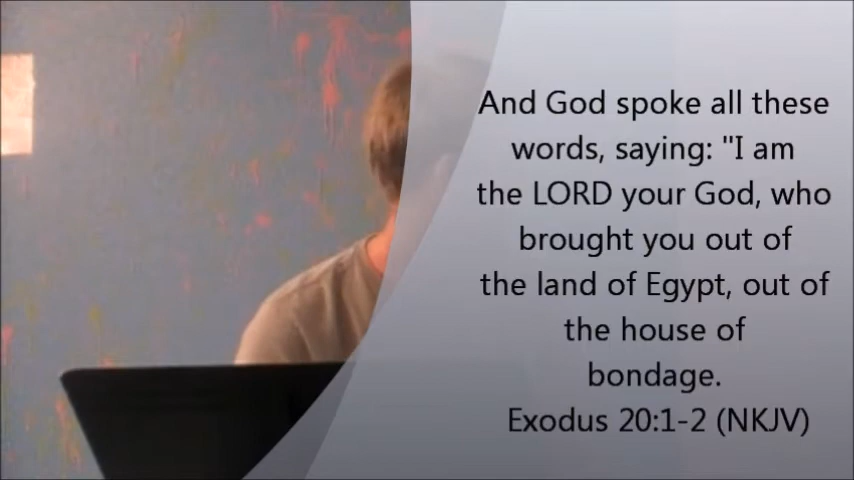 And God spoke all these
words, saying: "I am
the LORD your God, who
brought you out of
the land of Egypt, out of
the house of
bondage.
Exodus 20:1-2 (NKJV)